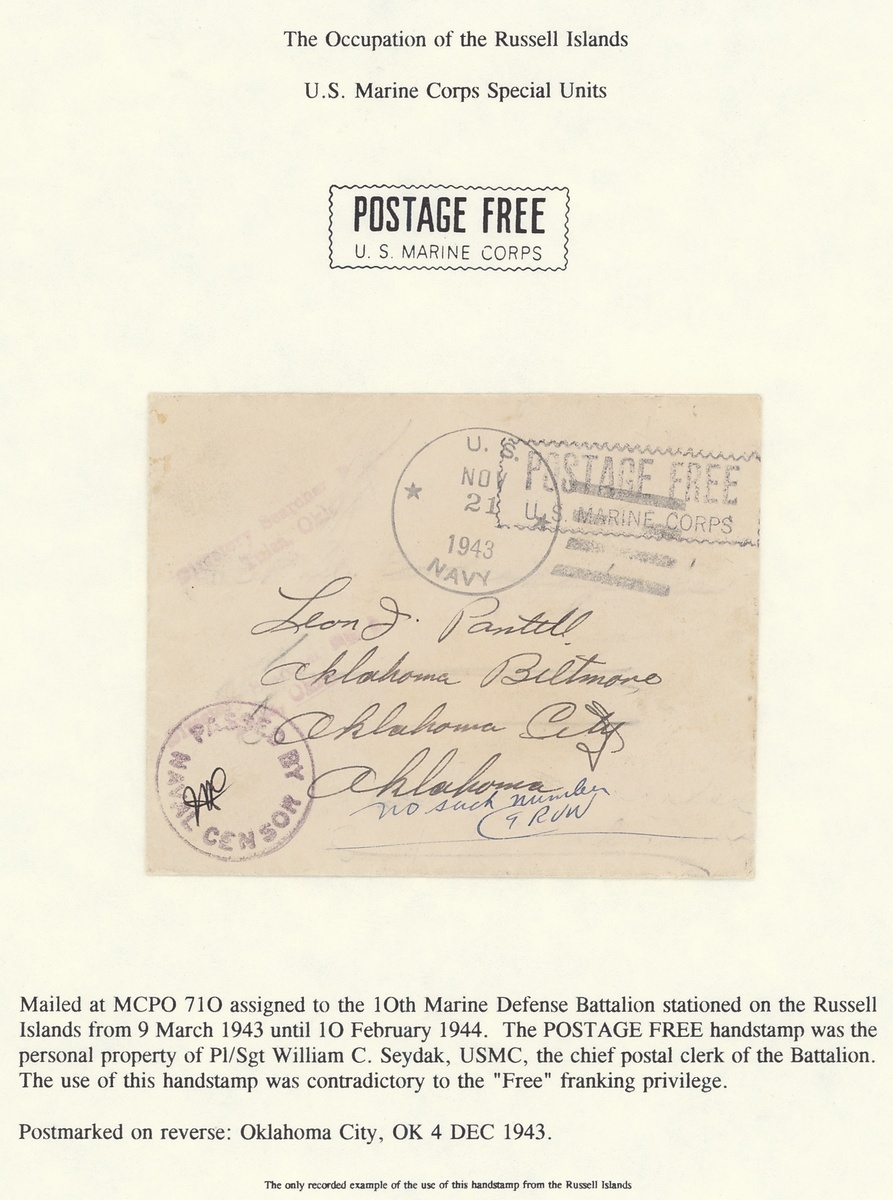 The Occupation of the Russell Islands
U.S. Marine Corps Special Units
POSTAGE FREE
U. S. MARINE CORPS
U. S.
NOV
21
1943
NAVY
POSTAGE FREE
U. S. MARINE CORPS
Directory Searched
Leon J. Pantell
Oklahoma Biltmore
Oklahoma City
Oklahoma
no such number
PASSED BY
NAVAL CENSOR
Mailed at MCPO 71O assigned to the 1Oth Marine Defense Battalion stationed on the Russell
Islands from 9 March 1943 until 1O February 1944. The POSTAGE FREE handstamp was the
personal property of Pl/Sgt William C. Seydak, USMC, the chief postal clerk of the Battalion.
The use of this handstamp was contradictory to the "Free" franking privilege.
Postmarked on reverse: Oklahoma City, OK 4 DEC 1943.
The only recorded example of the use of this handstamp from the Russell Islands